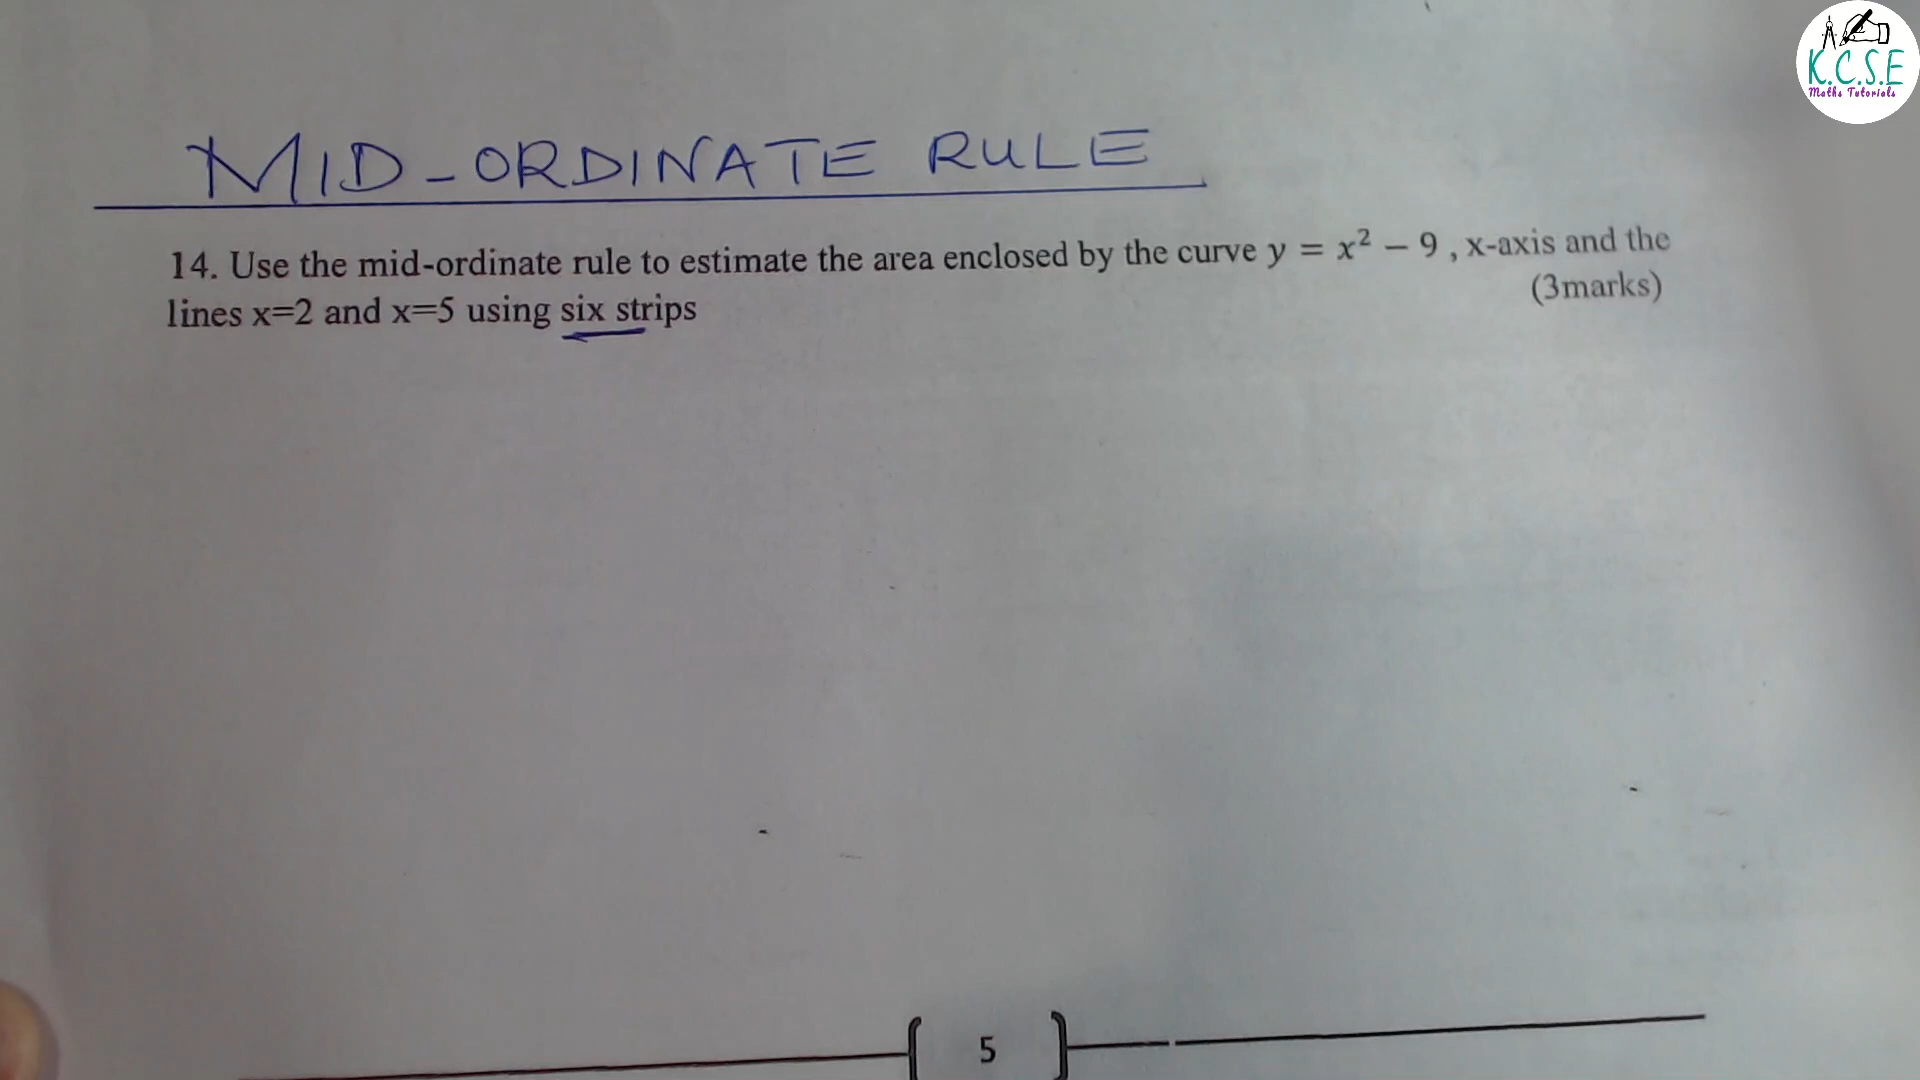 K.C.S.E
Maths Tutorials
MID-ORDINATE RULE
14. Use the mid-ordinate rule to estimate the area enclosed by the curve y = x² − 9 , x-axis and the
lines x=2 and x=5 using six strips
(3marks)
5